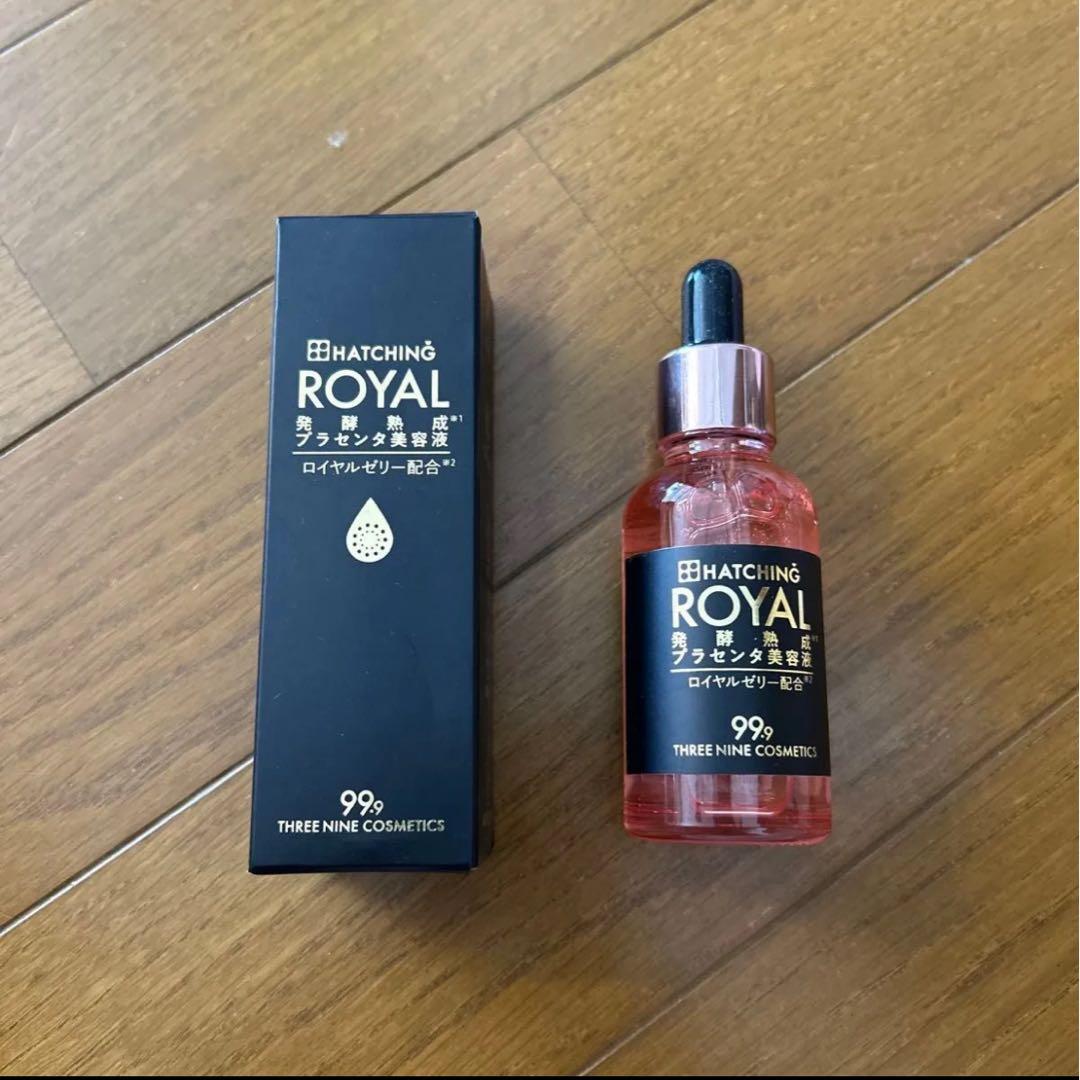 HATCHING
ROYAL
発酵熟成※1
プラセンタ美容液
ロイヤルゼリー配合※2
99.9
THREE NINE COSMETICS
HATCHING
ROYAL
発酵熟成※1
プラセンタ美容液
ロイヤルゼリー配合※2
99.9
THREE NINE COSMETICS